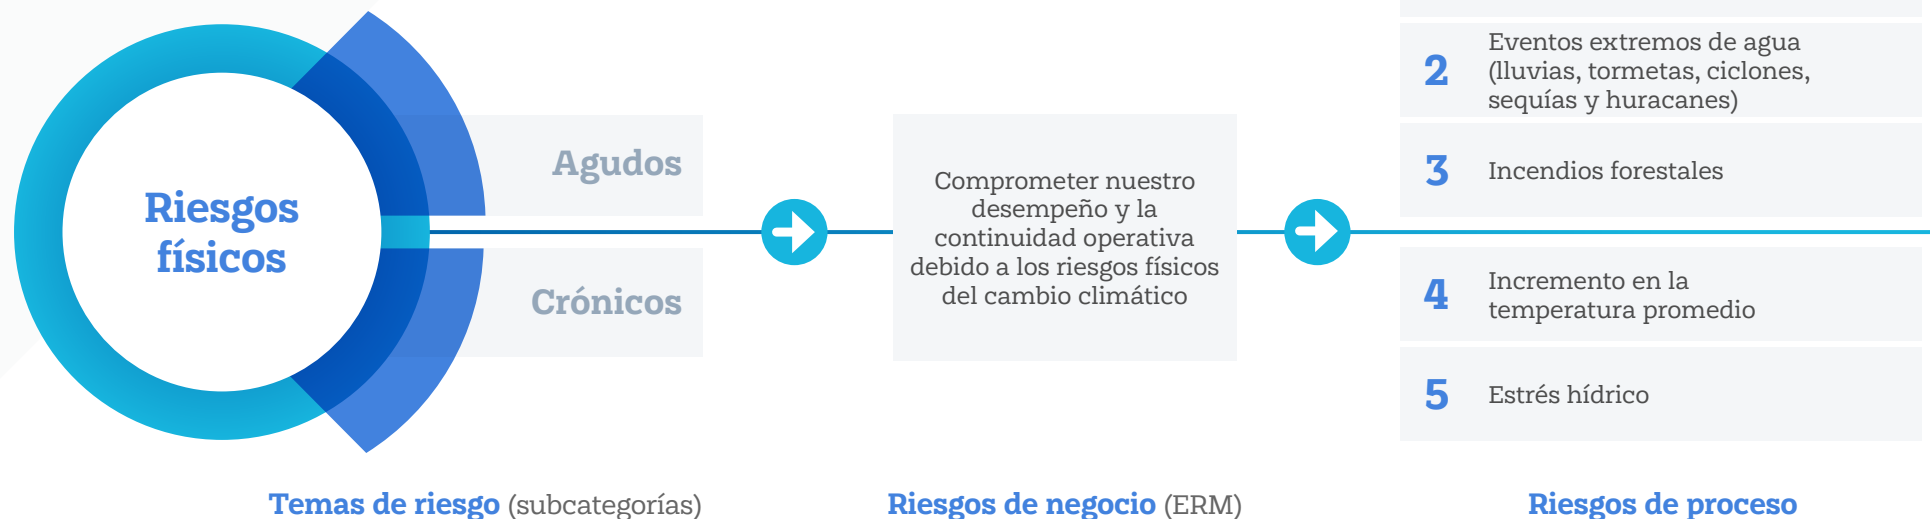 Riesgos
físicos
Agudos
Crónicos
Comprometer nuestro
desempeño y la
continuidad operativa
debido a los riesgos físicos
del cambio climático
2
Eventos extremos de agua
(lluvias, tormetas, ciclones,
sequías y huracanes)
3
Incendios forestales
4
Incremento en la
temperatura promedio
5
Estrés hídrico
Temas de riesgo (subcategorías)
Riesgos de negocio (ERM)
Riesgos de proceso